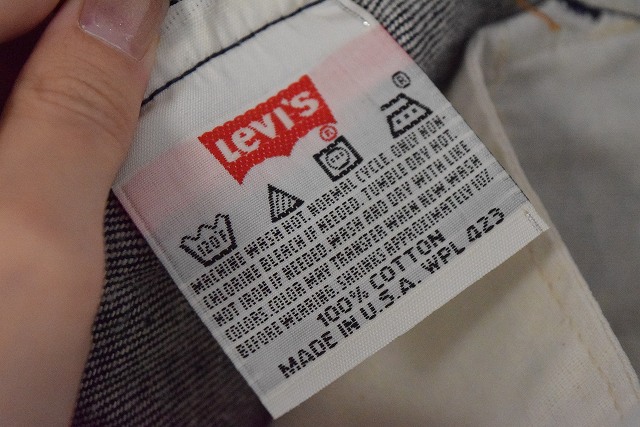 Levi's
®
®
120°
MACHINE WASH HOT NORMAL CYCLE. ONLY NON-
CHLORINE BLEACH IF NEEDED. TUMBLE DRY HOT.
HOT IRON IF NEEDED. WASH AND DRY WITH LIKE
COLORS. COLOR MAY TRANSFER WHEN NEW. WASH
BEFORE WEARING. SHRINKS APPROXIMATELY 10%
100% COTTON
MADE IN U.S.A. WPL 423